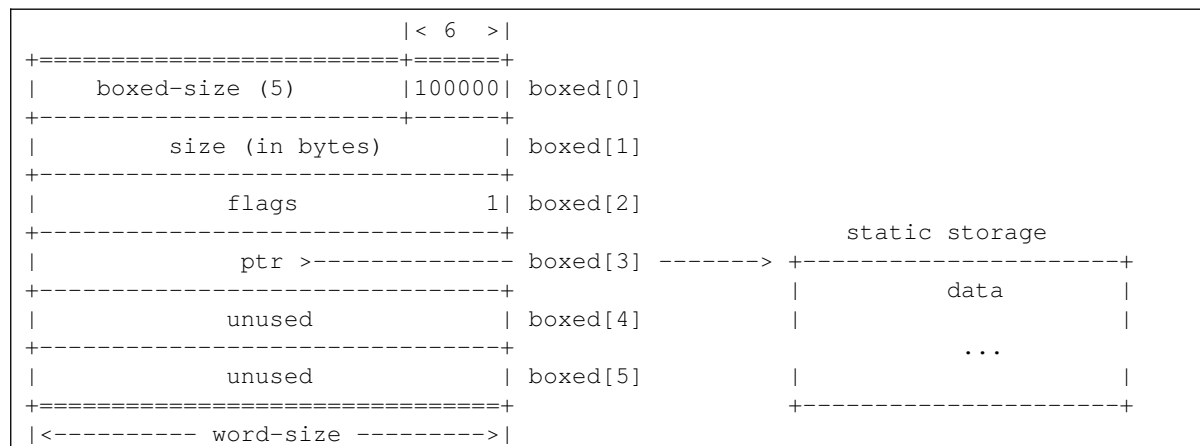 |< 6  >|
+=========================+======+
|    boxed-size (5)       |100000| boxed[0]
+-------------------------+------+
|         size (in bytes)        | boxed[1]
+--------------------------------+
|             flags            1| boxed[2]
+--------------------------------+                       static storage
|              ptr >-------------- boxed[3] -------> +----------------------+
+--------------------------------+                   |          data        |
|             unused             | boxed[4]          |                      |
+--------------------------------+                              ...
|             unused             | boxed[5]          |                      |
+================================+                   +----------------------+
|<---------- word-size --------->|